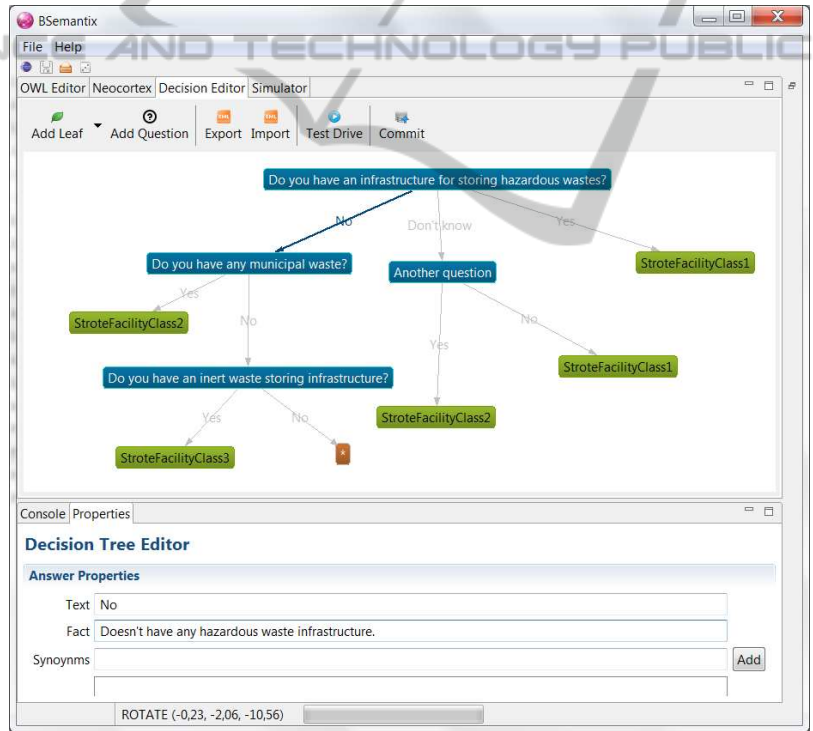 BSemantix
AND TECHNOLOGY PUBLIC
File Help
OWL Editor Neocortex Decision Editor Simulator
Add Leaf Add Question Export Import Test Drive Commit
Do you have an infrastructure for storing hazardous wastes?
No Don't know Yes
Do you have any municipal waste? Another question StroteFacilityClass1
Yes
StroteFacilityClass2 No No
Yes
Do you have an inert waste storing infrastructure? StroteFacilityClass1
Yes No StroteFacilityClass2
StroteFacilityClass3 *
Console Properties
Decision Tree Editor
Answer Properties
Text No
Fact Doesn't have any hazardous waste infrastructure.
Synoynms Add
ROTATE (-0,23, -2,06, -10,56)